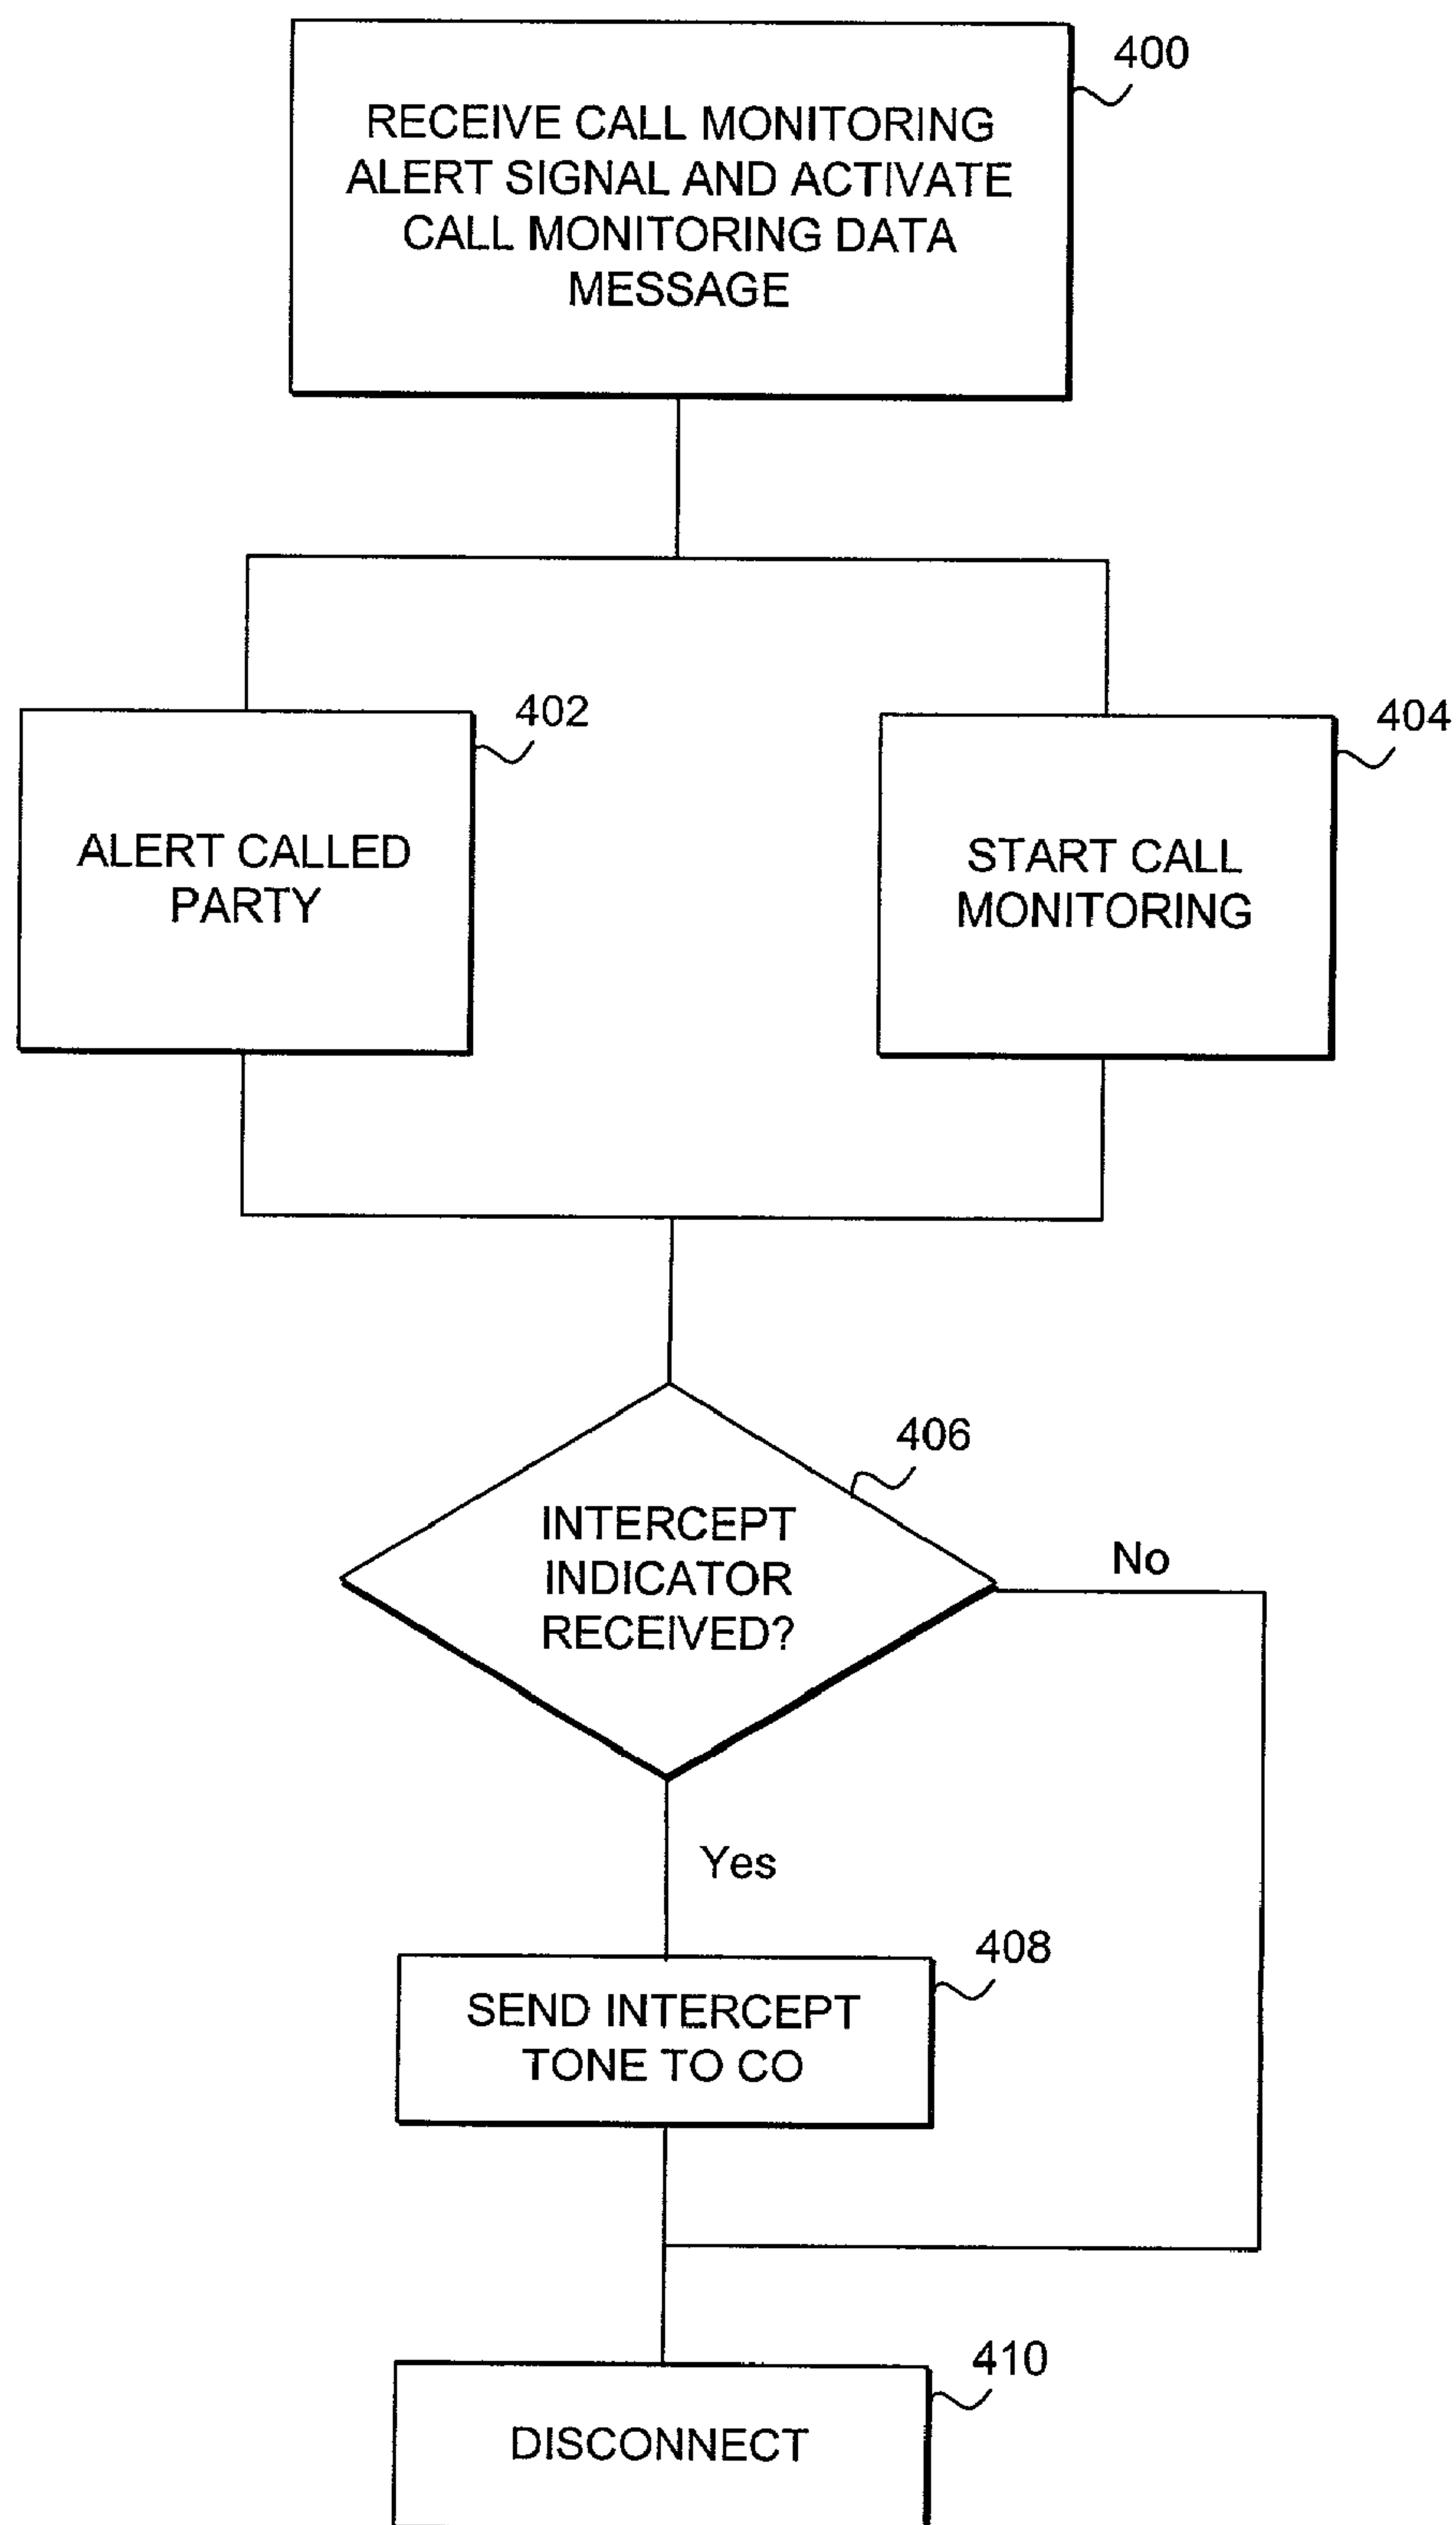 400
RECEIVE CALL MONITORING
ALERT SIGNAL AND ACTIVATE
CALL MONITORING DATA
MESSAGE
402
ALERT CALLED
PARTY
404
START CALL
MONITORING
406
INTERCEPT
INDICATOR
RECEIVED?
No
Yes
408
SEND INTERCEPT
TONE TO CO
410
DISCONNECT